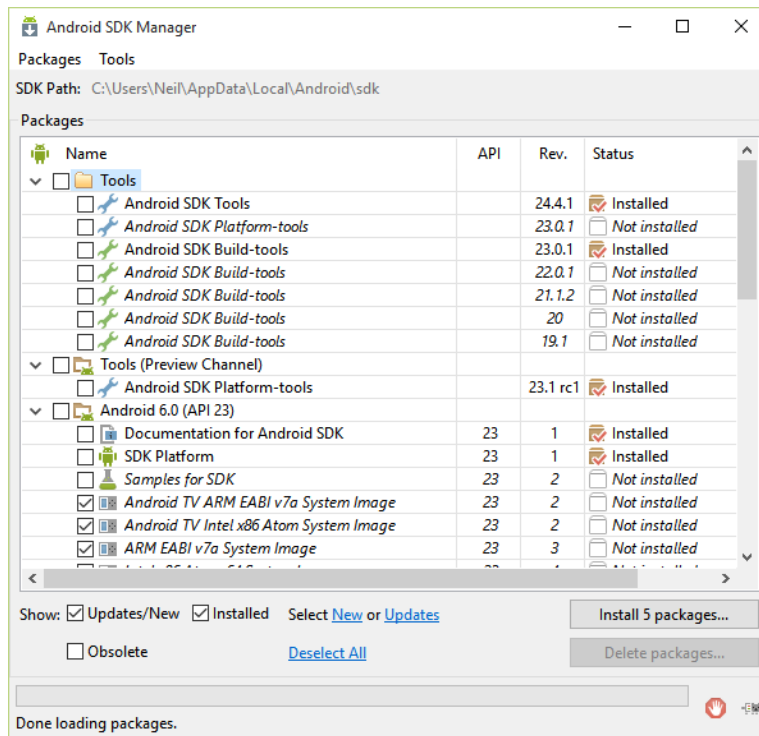 Android SDK Manager
Packages Tools
SDK Path: C:\Users\Neil\AppData\Local\Android\sdk
Packages
Name API Rev. Status
Tools
Android SDK Tools 24.4.1 Installed
Android SDK Platform-tools 23.0.1 Not installed
Android SDK Build-tools 23.0.1 Installed
Android SDK Build-tools 22.0.1 Not installed
Android SDK Build-tools 21.1.2 Not installed
Android SDK Build-tools 20 Not installed
Android SDK Build-tools 19.1 Not installed
Tools (Preview Channel)
Android SDK Platform-tools 23.1 rc1 Installed
Android 6.0 (API 23)
Documentation for Android SDK 23 1 Installed
SDK Platform 23 1 Installed
Samples for SDK 23 2 Not installed
Android TV ARM EABI v7a System Image 23 2 Not installed
Android TV Intel x86 Atom System Image 23 2 Not installed
ARM EABI v7a System Image 23 3 Not installed
Show: Updates/New Installed Select New or Updates Install 5 packages...
Obsolete Deselect All Delete packages...
Done loading packages.